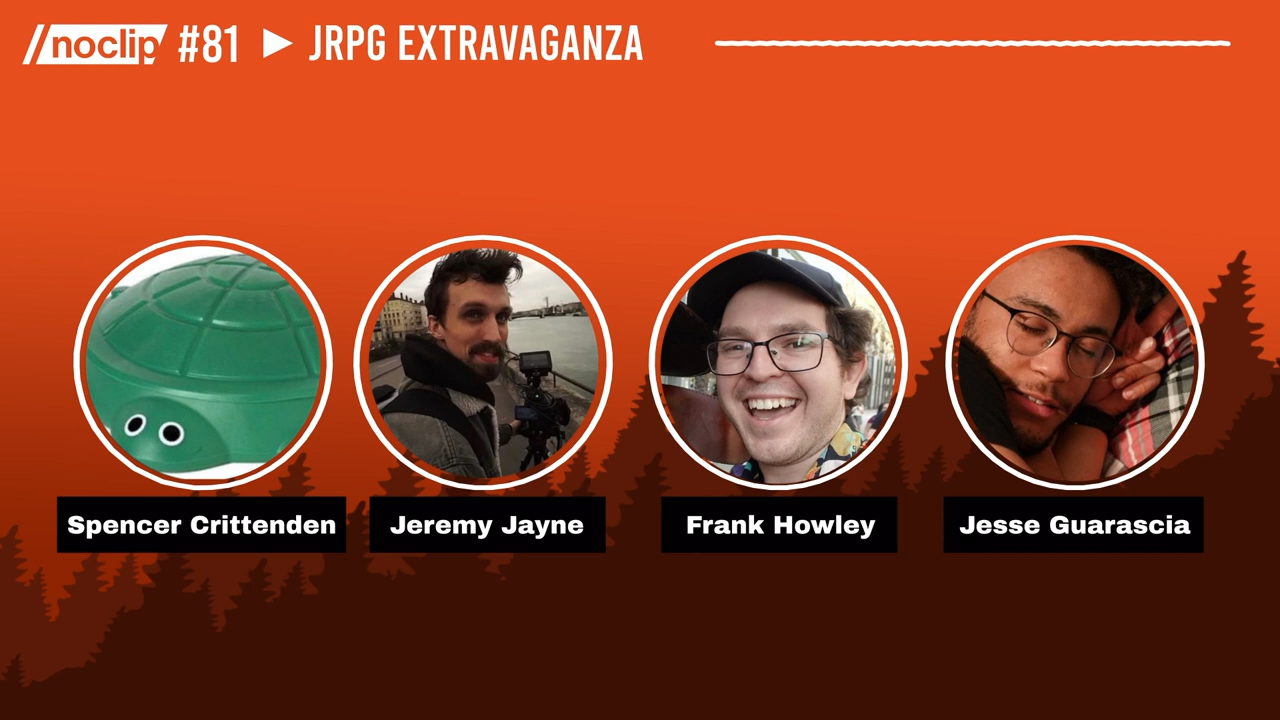 //noclip #81 ► JRPG EXTRAVAGANZA
Spencer Crittenden
Jeremy Jayne
Frank Howley
Jesse Guarascia